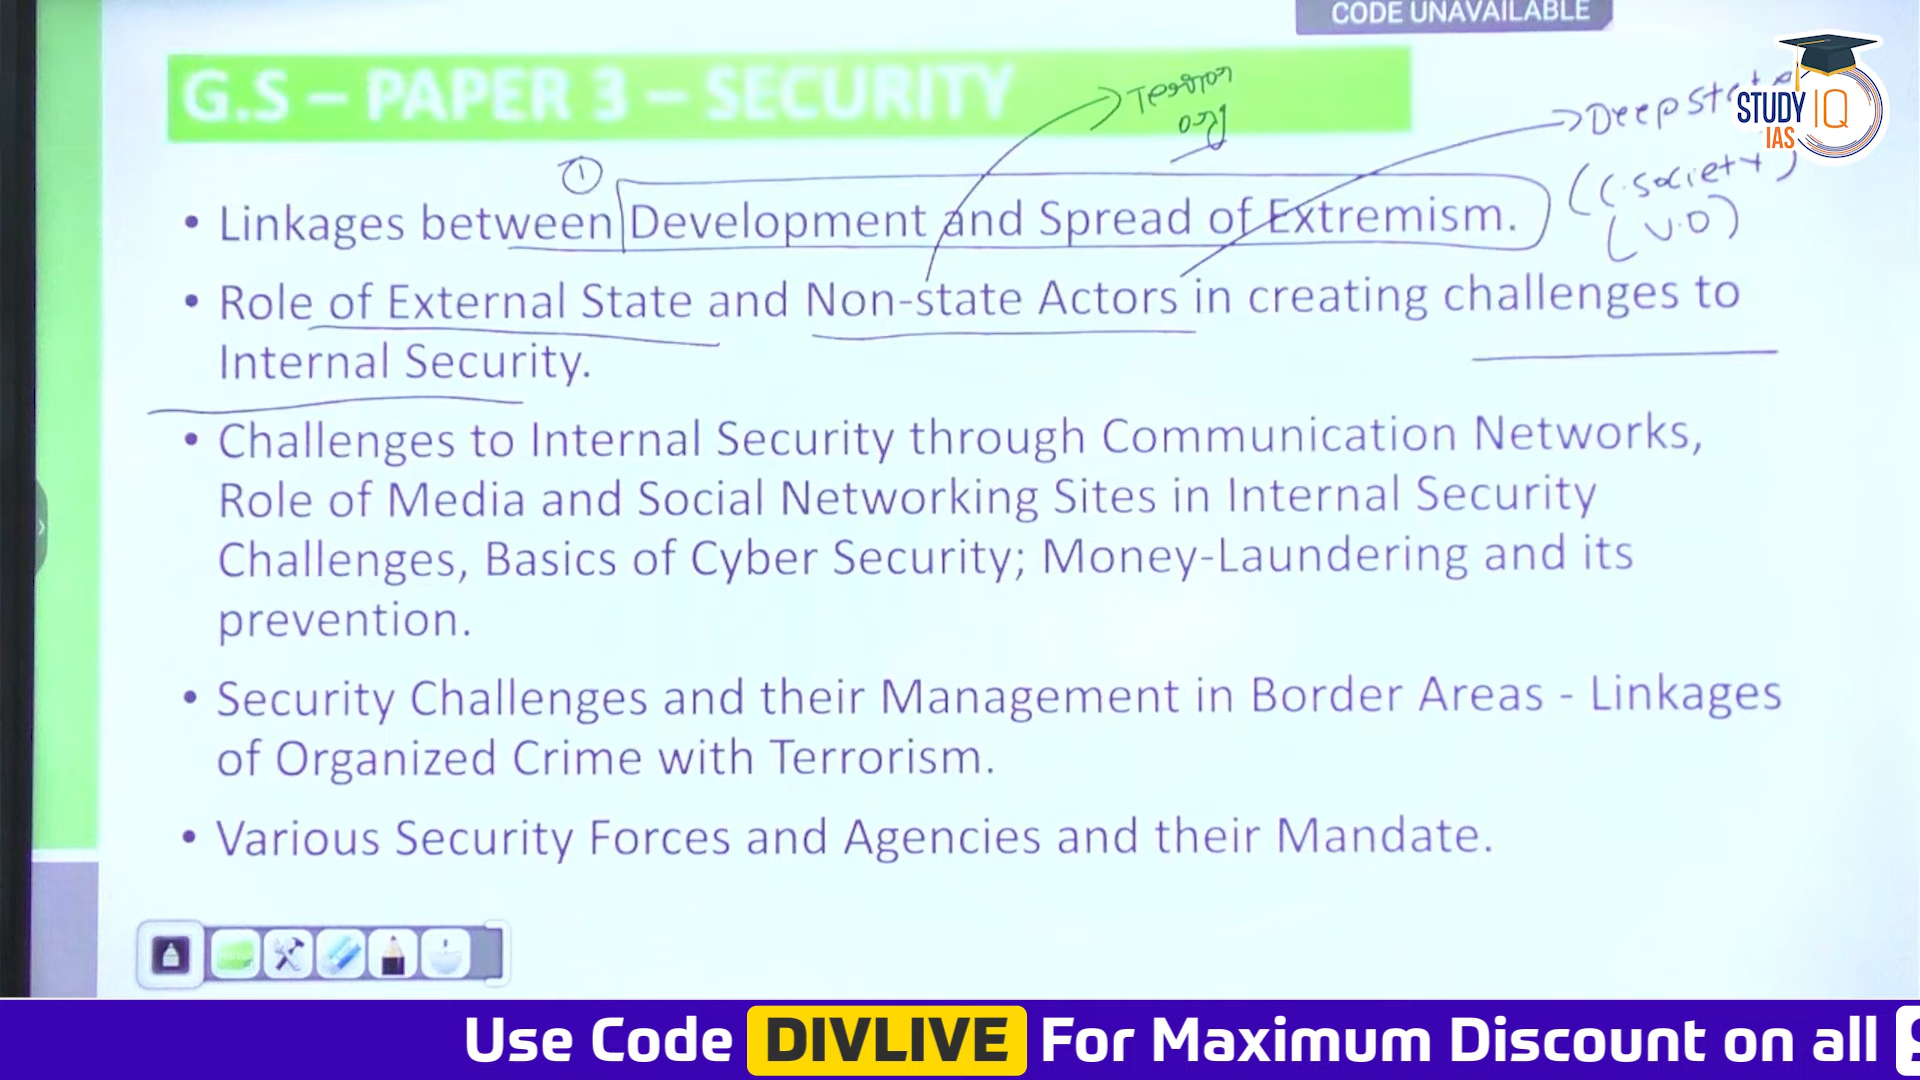 CODE UNAVAILABLE
G.S – PAPER 3 – SECURITY
Terror
Deep State
STUDY IQ
IAS
(C. society)
①
• Linkages between Development and Spread of Extremism.
• Role of External State and Non-state Actors in creating challenges to
Internal Security.
• Challenges to Internal Security through Communication Networks,
Role of Media and Social Networking Sites in Internal Security
Challenges, Basics of Cyber Security; Money-Laundering and its
prevention.
• Security Challenges and their Management in Border Areas - Linkages
of Organized Crime with Terrorism.
• Various Security Forces and Agencies and their Mandate.
Use Code DIVLIVE For Maximum Discount on all